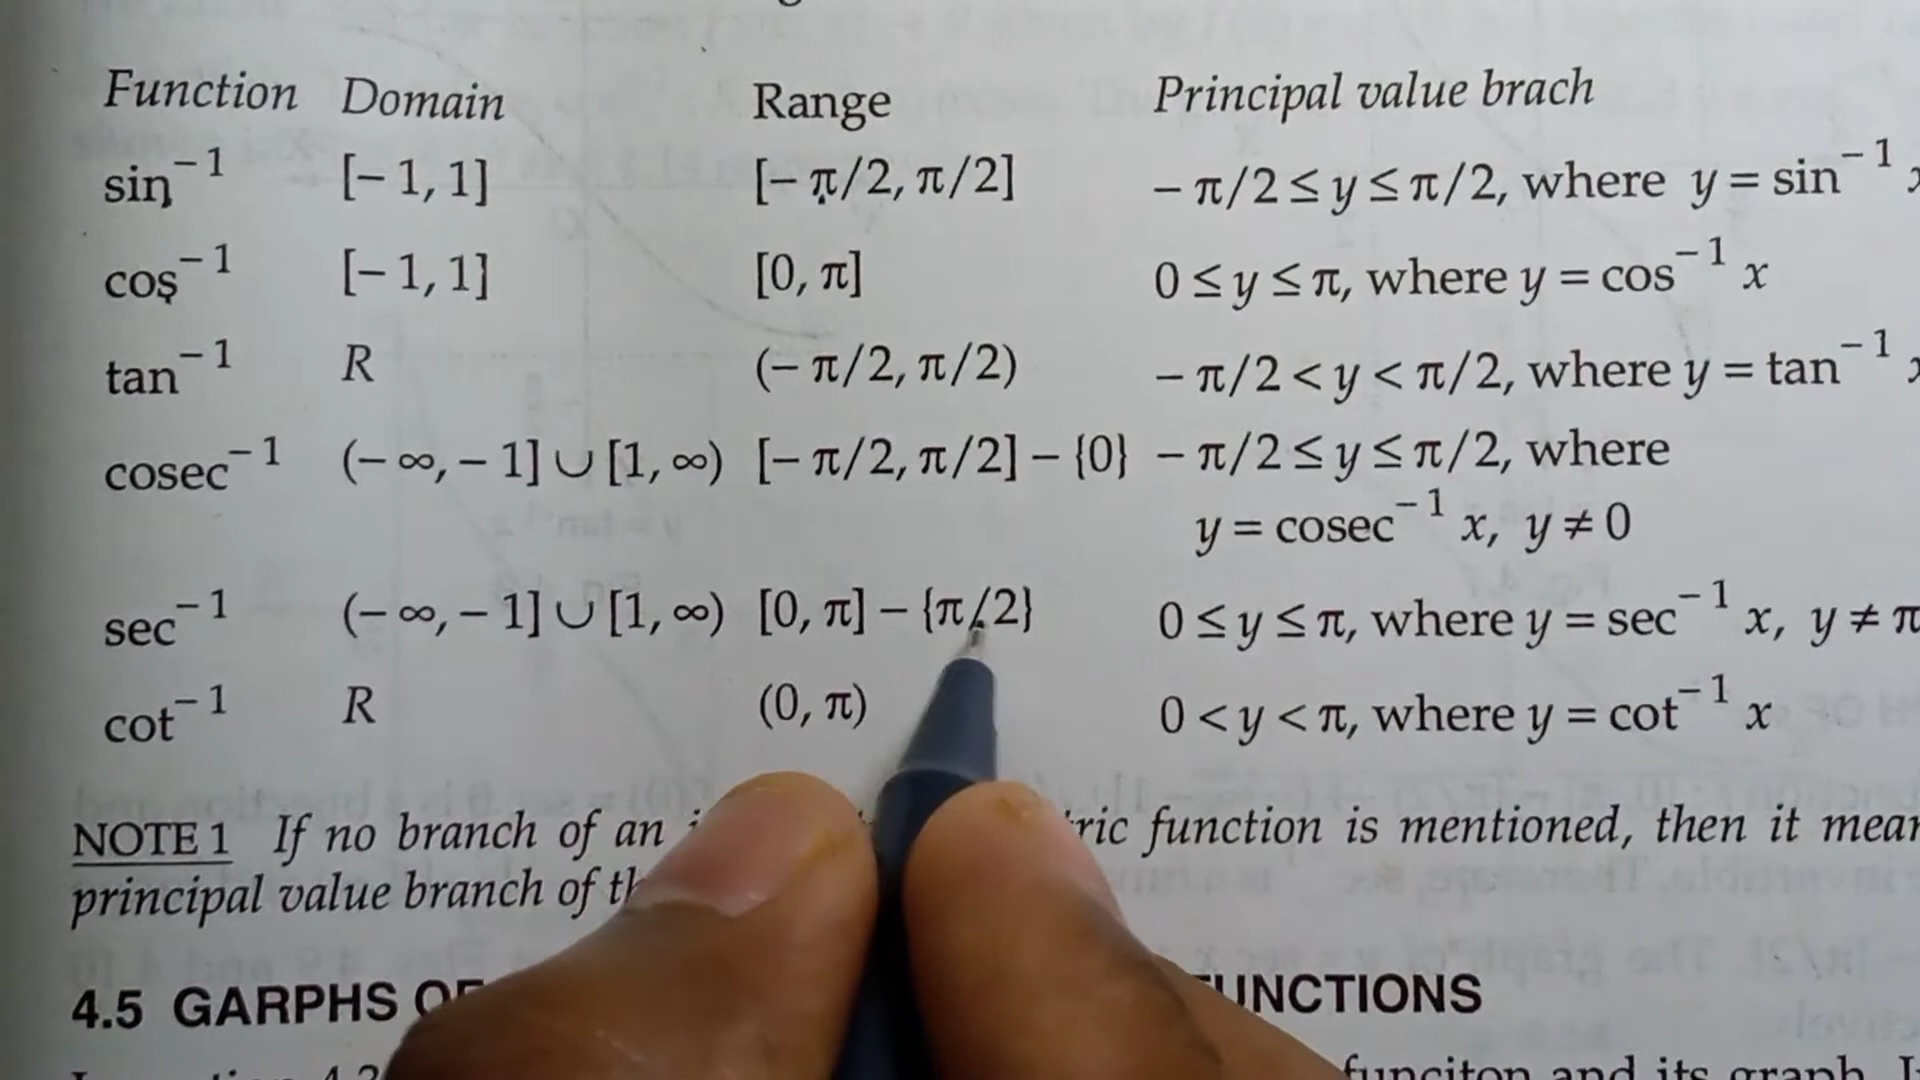 Function Domain Range Principal value brach
sin⁻¹ [– 1, 1] [– π/2, π/2] – π/2 ≤ y ≤ π/2, where y = sin⁻¹
cos⁻¹ [– 1, 1] [0, π] 0 ≤ y ≤ π, where y = cos⁻¹ x
tan⁻¹ R (– π/2, π/2) – π/2 < y < π/2, where y = tan⁻¹
cosec⁻¹ (– ∞, – 1] ∪ [1, ∞) [– π/2, π/2] – {0} – π/2 ≤ y ≤ π/2, where
y = cosec⁻¹ x, y ≠ 0
sec⁻¹ (– ∞, – 1] ∪ [1, ∞) [0, π] – {π/2} 0 ≤ y ≤ π, where y = sec⁻¹ x, y ≠ π
cot⁻¹ R (0, π) 0 < y < π, where y = cot⁻¹ x
NOTE 1 If no branch of an function is mentioned, then it
principal value branch of
4.5 GARPHS
funciton and its graph.